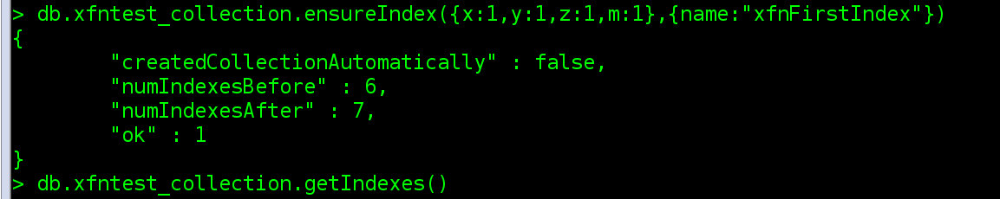 > db.xfntest_collection.ensureIndex({x:1,y:1,z:1,m:1},{name:"xfnFirstIndex"})
{
        "createdCollectionAutomatically" : false,
        "numIndexesBefore" : 6,
        "numIndexesAfter" : 7,
        "ok" : 1
}
> db.xfntest_collection.getIndexes()